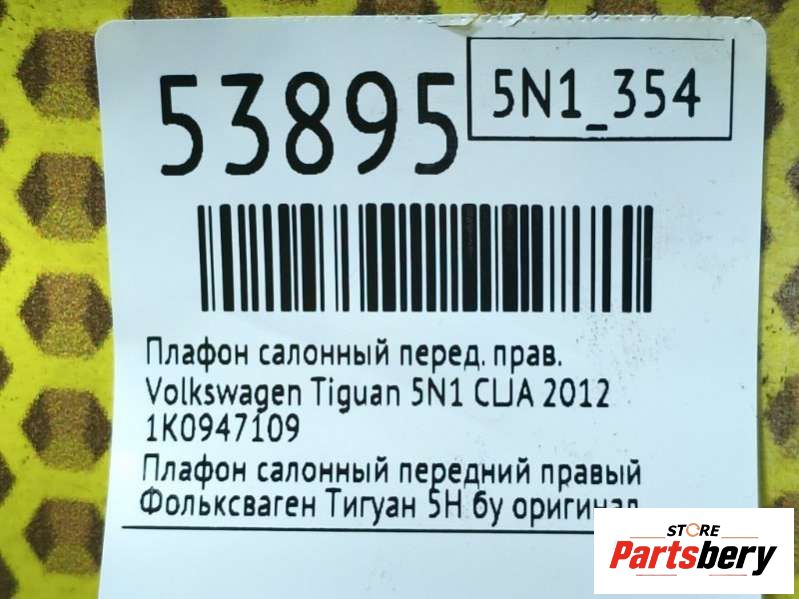 53895
5N1_354
Плафон салонный перед. прав.
Volkswagen Tiguan 5N1 США 2012
1K0947109
Плафон салонный передний правый
Фольксваген Тигуан 5Н бу оригинал
STORE
Partsbery